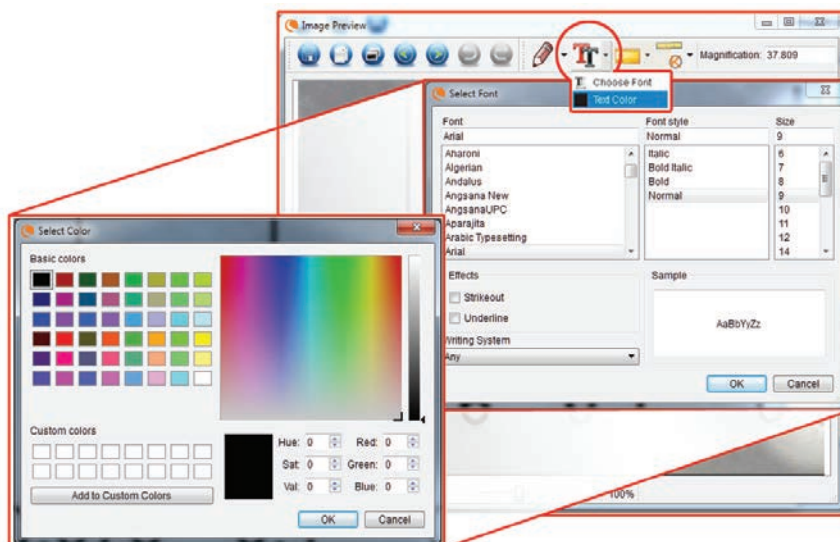 Image Preview
Magnification: 37.809
Choose Font
Text Color
Select Font
Font
Font style
Size
Arial
Normal
9
Aharoni
Italic
6
Algerian
Bold Italic
7
Andalus
Bold
8
Angsana New
Normal
9
AngsanaUPC
10
Aparajita
11
Arabic Typesetting
12
Arial
14
Effects
Sample
Strikeout
Underline
AaBbYyZz
Writing System
Any
OK
Cancel
Select Color
Basic colors
Custom colors
Hue: 0
Red: 0
Sat: 0
Green: 0
Val: 0
Blue: 0
Add to Custom Colors
OK
Cancel
100%